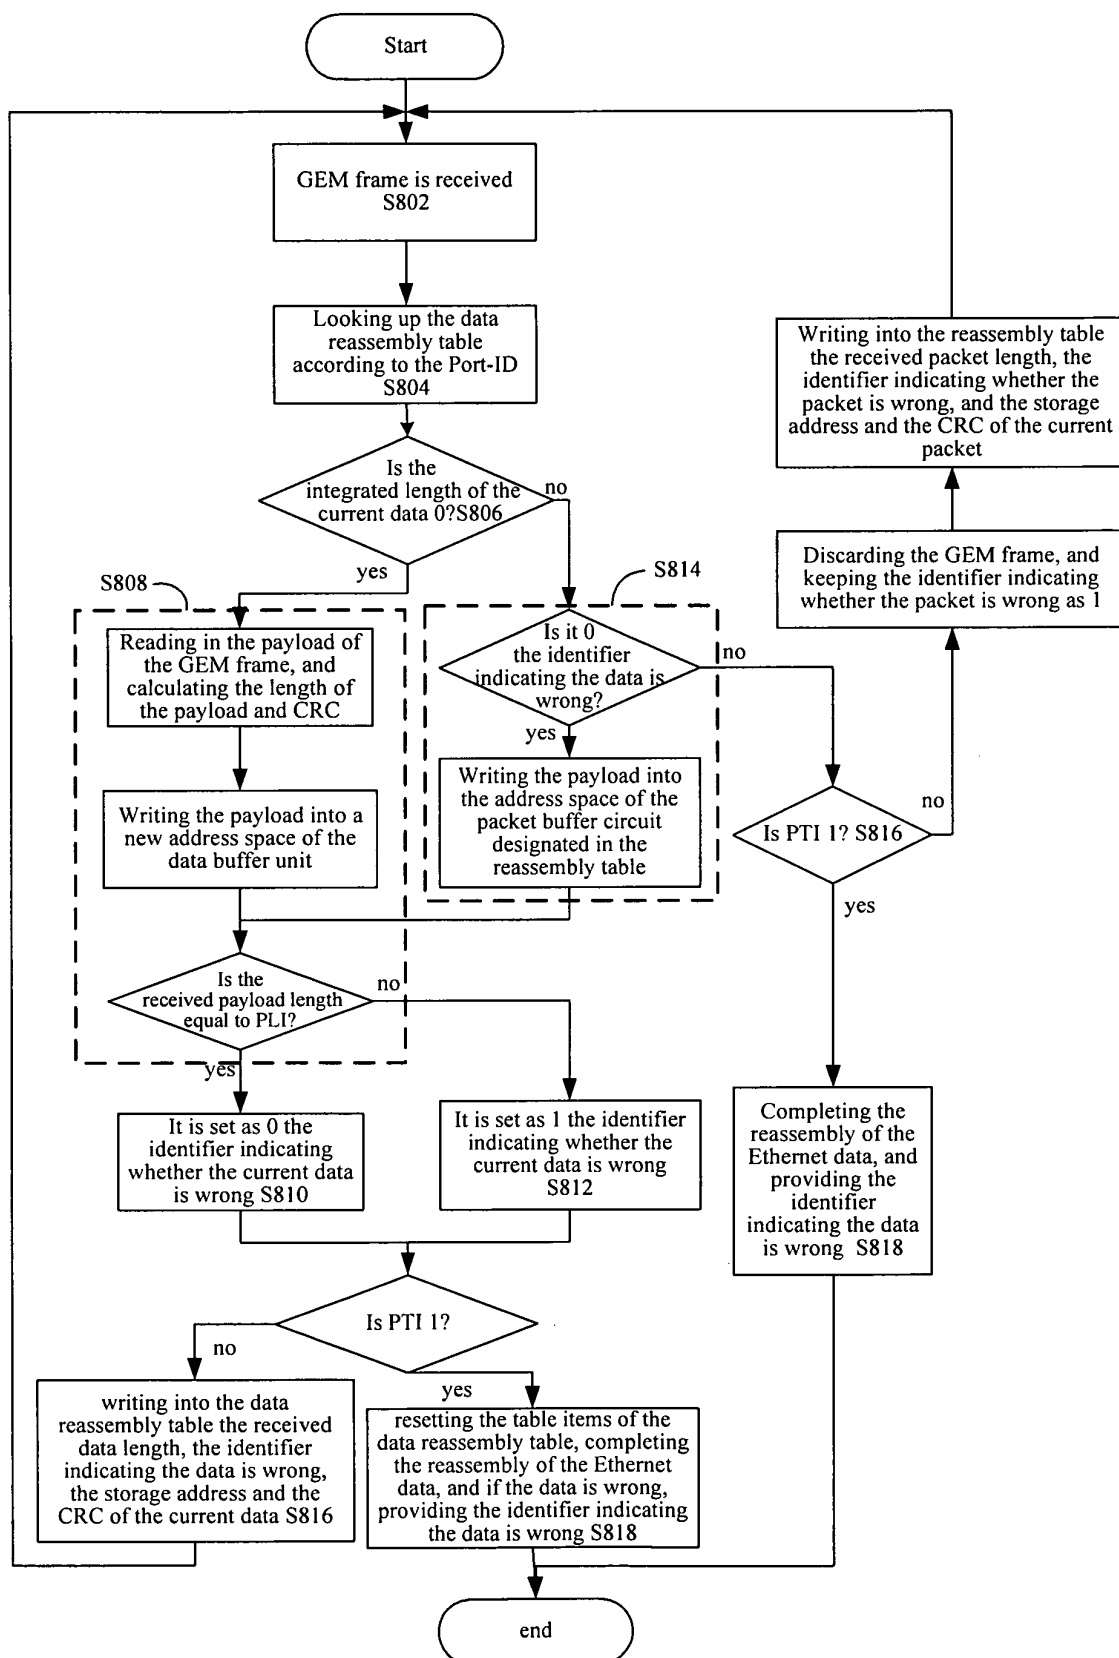 Start
GEM frame is received
S802
Looking up the data
reassembly table
according to the Port-ID
S804
Writing into the reassembly table
the received packet length, the
identifier indicating whether the
packet is wrong, and the storage
address and the CRC of the current
packet
Is the
integrated length of the
current data 0?S806
no
yes
Discarding the GEM frame, and
keeping the identifier indicating
whether the packet is wrong as 1
S808
S814
Reading in the payload of
the GEM frame, and
calculating the length of
the payload and CRC
Is it 0
the identifier
indicating the data is
wrong?
no
yes
Writing the payload into a
new address space of the
data buffer unit
Writing the payload into
the address space of the
packet buffer circuit
designated in the
reassembly table
Is PTI 1? S816
no
yes
Is the
received payload length
equal to PLI?
no
yes
It is set as 0 the
identifier indicating
whether the current data
is wrong S810
It is set as 1 the identifier
indicating whether the
current data is wrong
S812
Completing the
reassembly of the
Ethernet data, and
providing the
identifier
indicating the data
is wrong S818
Is PTI 1?
no
yes
writing into the data
reassembly table the received
data length, the identifier
indicating the data is wrong,
the storage address and the
CRC of the current data S816
resetting the table items of the
data reassembly table, completing
the reassembly of the Ethernet
data, and if the data is wrong,
providing the identifier indicating
the data is wrong S818
end